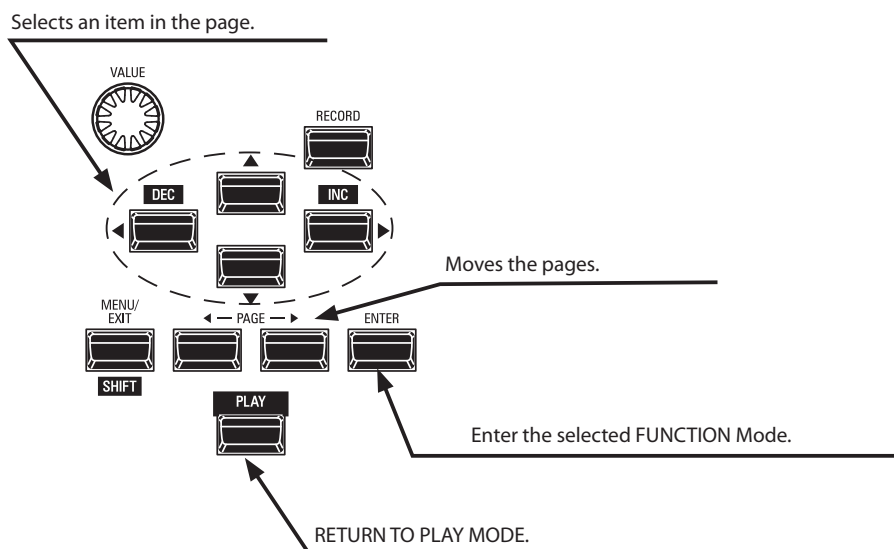 Selects an item in the page.
VALUE
RECORD
DEC
INC
Moves the pages.
MENU/
EXIT
PAGE
ENTER
SHIFT
PLAY
Enter the selected FUNCTION Mode.
RETURN TO PLAY MODE.